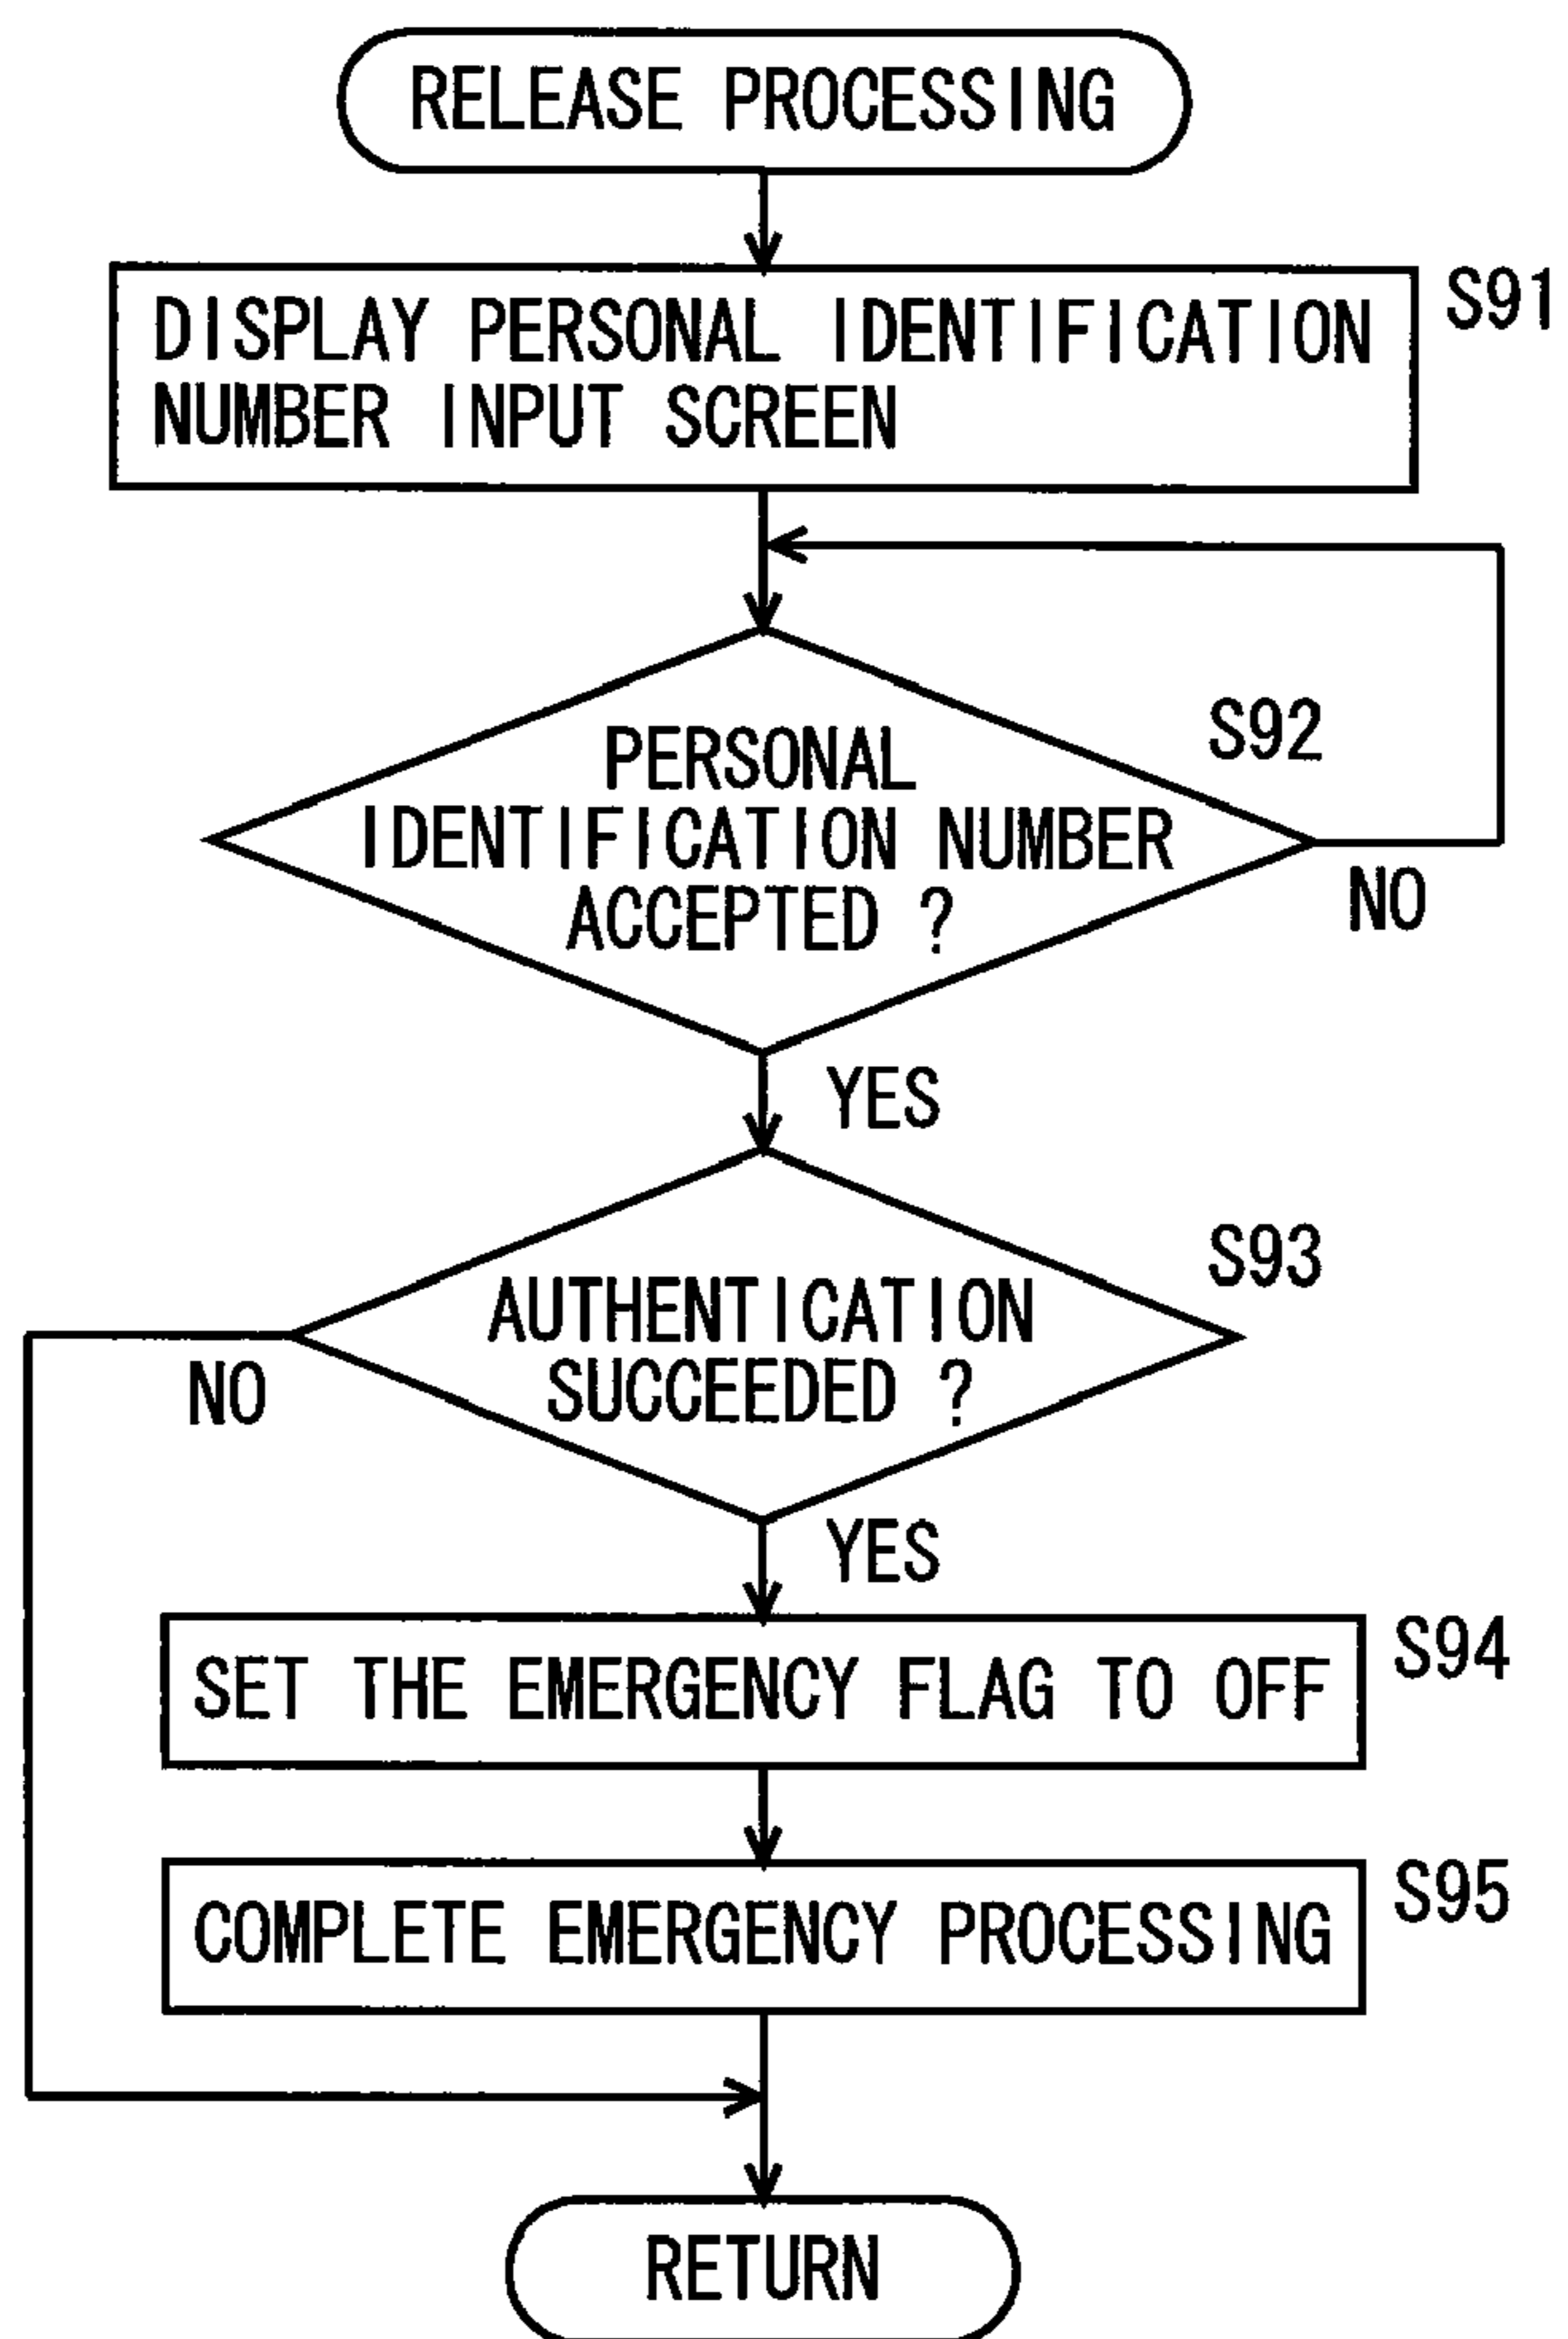 RELEASE PROCESSING
DISPLAY PERSONAL IDENTIFICATION
NUMBER INPUT SCREEN
S91
PERSONAL
IDENTIFICATION NUMBER
ACCEPTED ?
S92
NO
YES
AUTHENTICATION
SUCCEEDED ?
S93
NO
YES
SET THE EMERGENCY FLAG TO OFF
S94
COMPLETE EMERGENCY PROCESSING
S95
RETURN